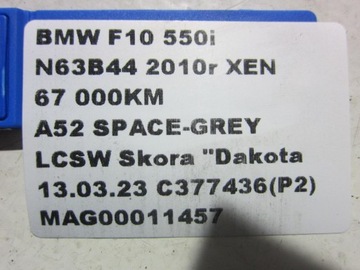 BMW F10 550i
N63B44 2010r XEN
67 000KM
A52 SPACE-GREY
LCSW Skora "Dakota
13.03.23 C377436(P2)
MAG00011457